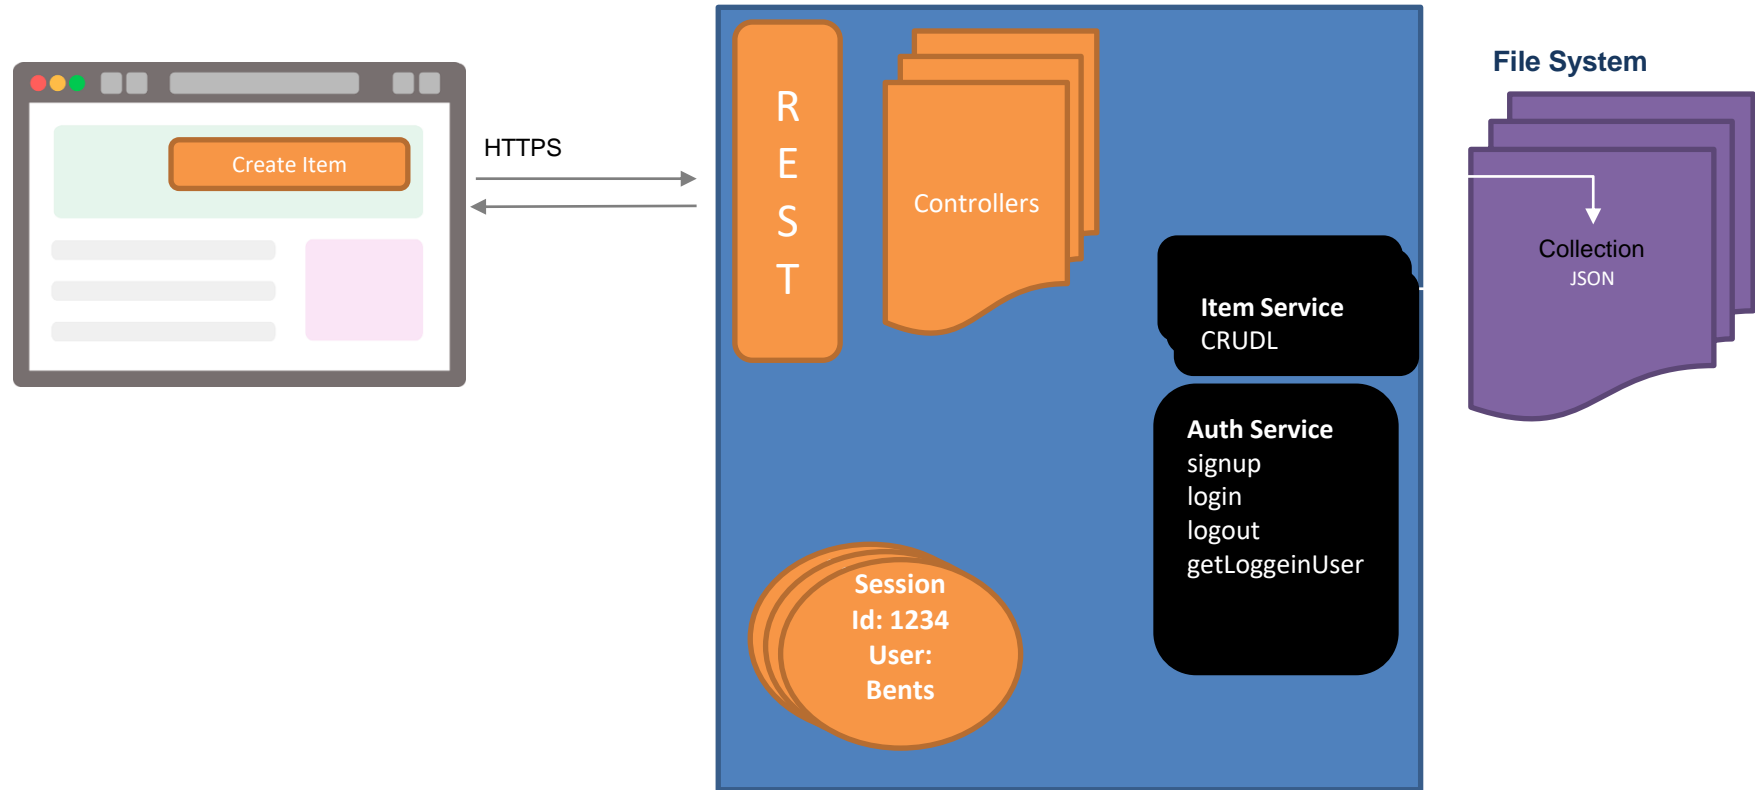 Create Item
HTTPS
R
E
S
T
Controllers
Item Service
CRUDL
Auth Service
signup
login
logout
getLoggeinUser
Session
Id: 1234
User:
Bents
File System
Collection
JSON